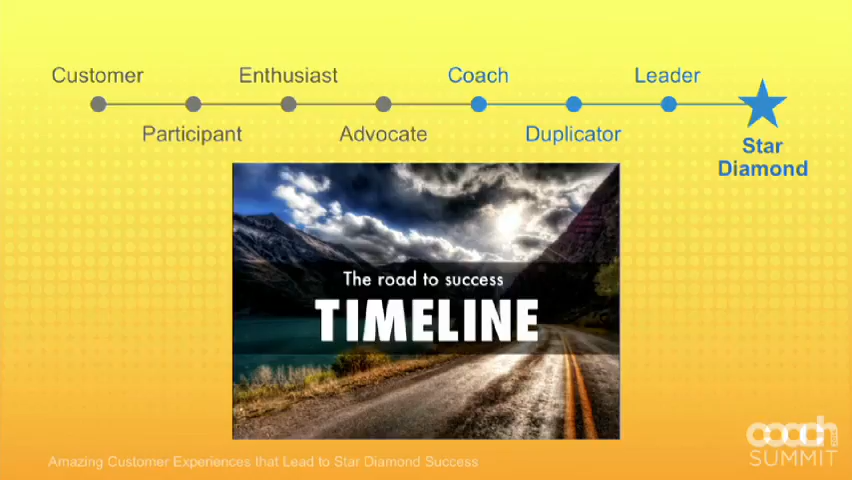 Customer
Participant
Enthusiast
Advocate
Coach
Duplicator
Leader
Star
Diamond
The road to success
TIMELINE
Amazing Customer Experiences that Lead to Star Diamond Success
coach
SUMMIT